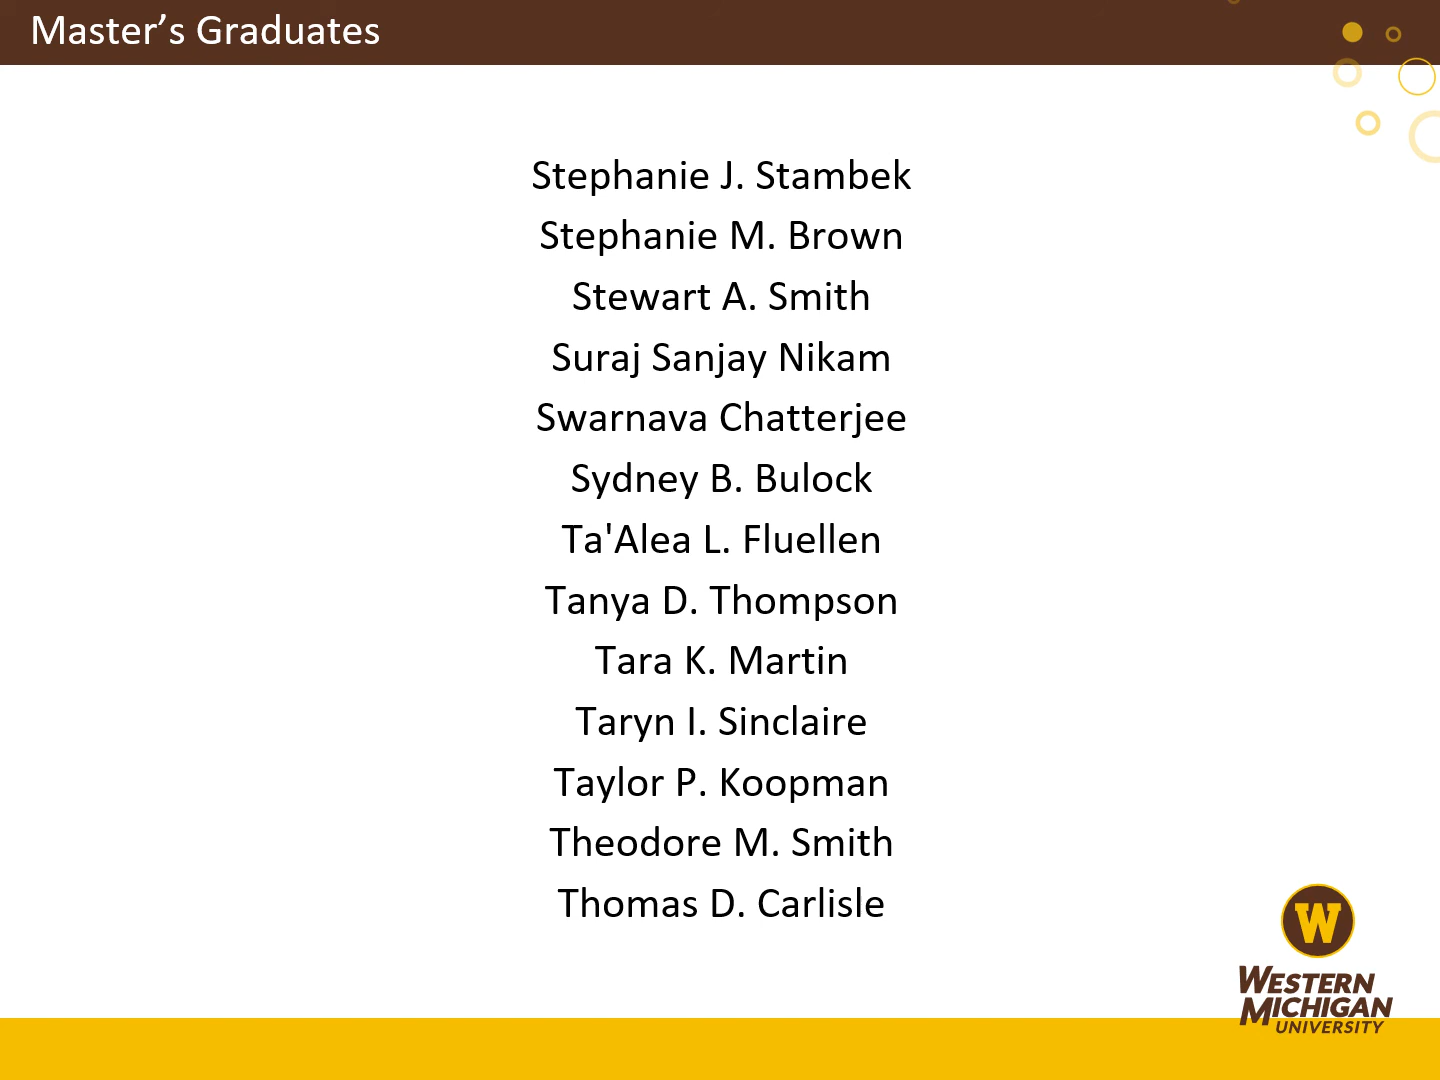 Master’s Graduates
Stephanie J. Stambek
Stephanie M. Brown
Stewart A. Smith
Suraj Sanjay Nikam
Swarnava Chatterjee
Sydney B. Bulock
Ta'Alea L. Fluellen
Tanya D. Thompson
Tara K. Martin
Taryn I. Sinclaire
Taylor P. Koopman
Theodore M. Smith
Thomas D. Carlisle
W
WESTERN
MICHIGAN
UNIVERSITY